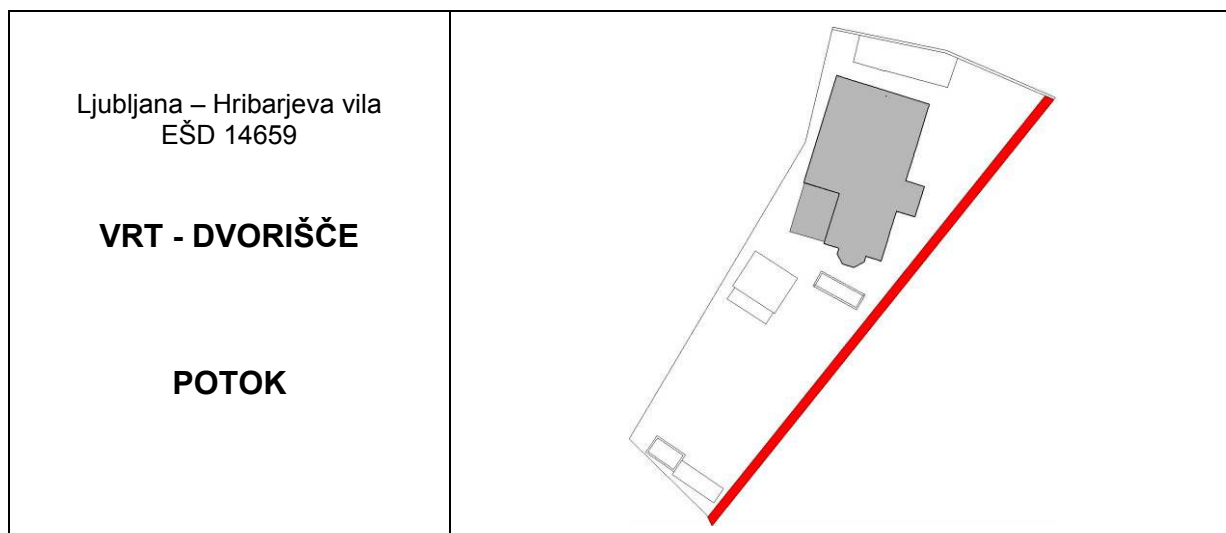 Ljubljana – Hribarjeva vila
EŠD 14659
VRT - DVORIŠČE
POTOK